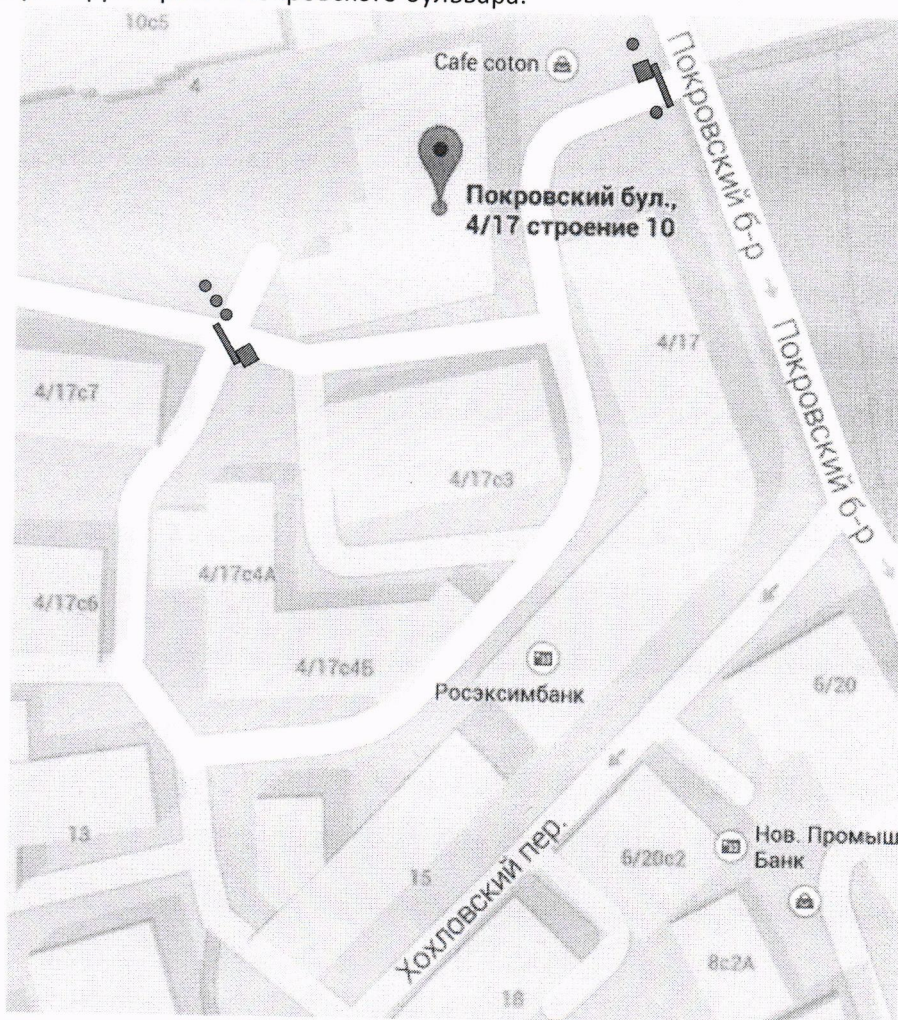 10с5
4
Cafe coton
Покровский б-р
Покровский бул.,
4/17 строение 10
4/17
Покровский б-р
4/17с7
4/17с3
4/17с4А
4/17с6
4/17с4Б
Росэксимбанк
6/20
13
15
Хохловский пер.
6/20с2
Нов. Промыш
Банк
8с2А
18